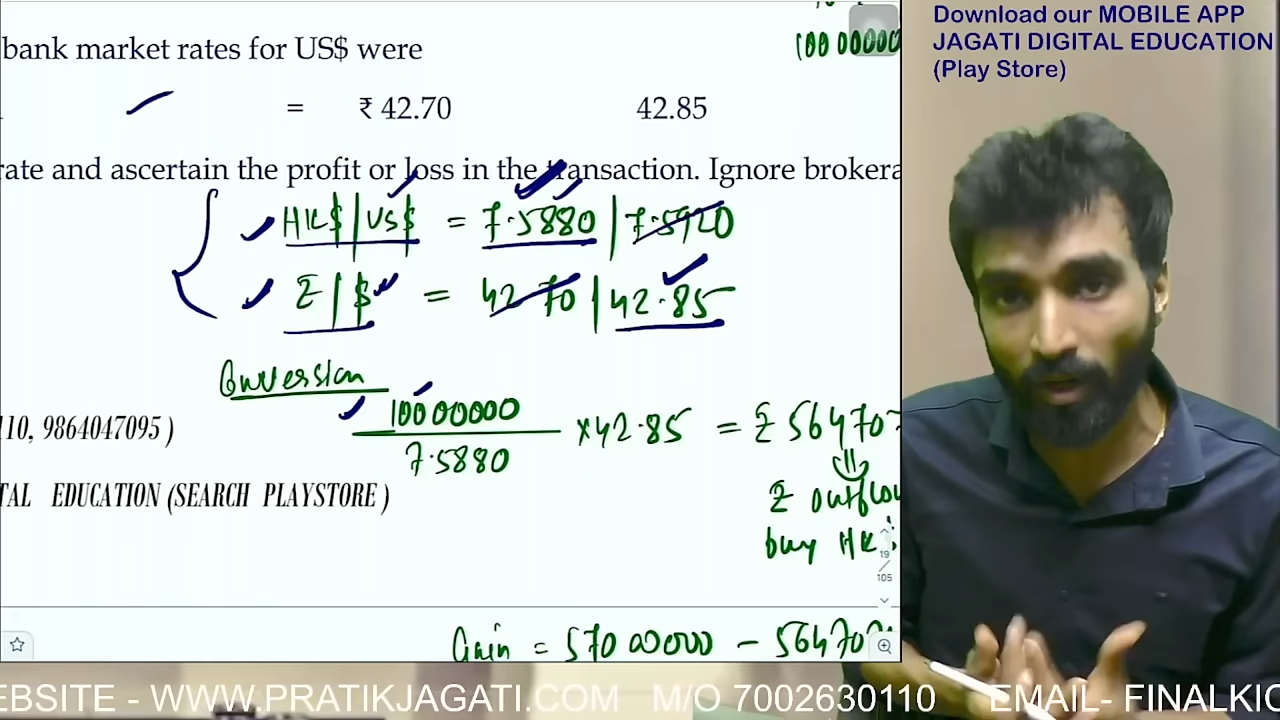 Download our MOBILE APP
JAGATI DIGITAL EDUCATION
(Play Store)
100 00000
bank market rates for US$ were
= ₹ 42.70 42.85
rate and ascertain the profit or loss in the transaction. Ignore brokera
HK$ | US$ = 7.5880 | 7.5920
₹ | $ = 42.70 | 42.85
Conversion
10000000
7.5880
×42.85 = ₹ 56470
110, 9864047095 )
₹ outflow
TAL EDUCATION (SEARCH PLAYSTORE )
buy HK
19
/
105
Gain = 57000000 - 56470
EBSITE - WWW.PRATIKJAGATI.COM M/O 7002630110 EMAIL- FINALKIC